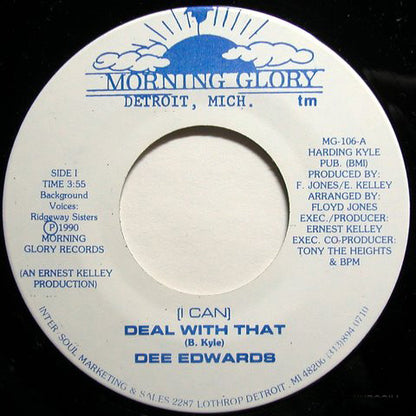 MORNING GLORY
DETROIT, MICH. tm
SIDE I
TIME 3:55
Background
Voices:
Ridgeway Sisters
Ⓟ1990
MORNING
GLORY RECORDS
(AN ERNEST KELLEY
PRODUCTION)
MG-106-A
HARDING KYLE
PUB. (BMI)
PRODUCED BY:
F. JONES/E. KELLEY
ARRANGED BY:
FLOYD JONES
EXEC./PRODUCER:
ERNEST KELLEY
EXEC. CO-PRODUCER:
TONY THE HEIGHTS
& BPM
[I CAN]
DEAL WITH THAT
(B. Kyle)
DEE EDWARDS
INTER. SOUL MARKETING & SALES 2287 LOTHROP DETROIT . MI 48206 (313)894-0710